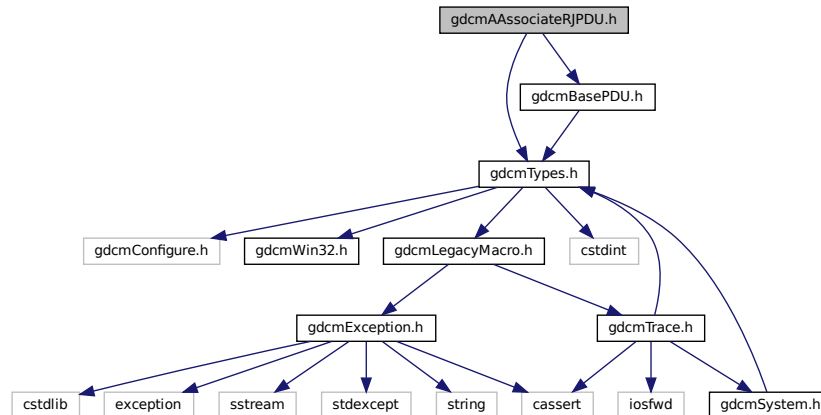 gdcmAAssociateRJPDU.h
gdcmBasePDU.h
gdcmTypes.h
gdcmConfigure.h
gdcmWin32.h
gdcmLegacyMacro.h
cstdint
gdcmException.h
gdcmTrace.h
cstdlib
exception
sstream
stdexcept
string
cassert
iosfwd
gdcmSystem.h